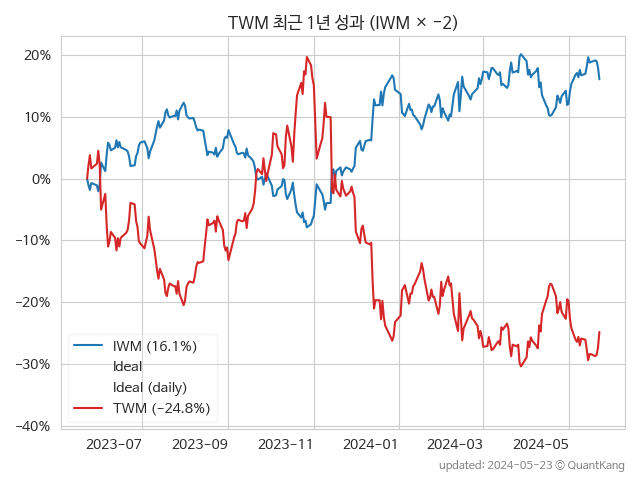 TWM 최근 1년 성과 (IWM × −2)
20%
10%
0%
−10%
−20%
−30%
−40%
IWM (16.1%)
Ideal
Ideal (daily)
TWM (−24.8%)
2023-07
2023-09
2023-11
2024-01
2024-03
2024-05
updated: 2024-05-23 © QuantKang